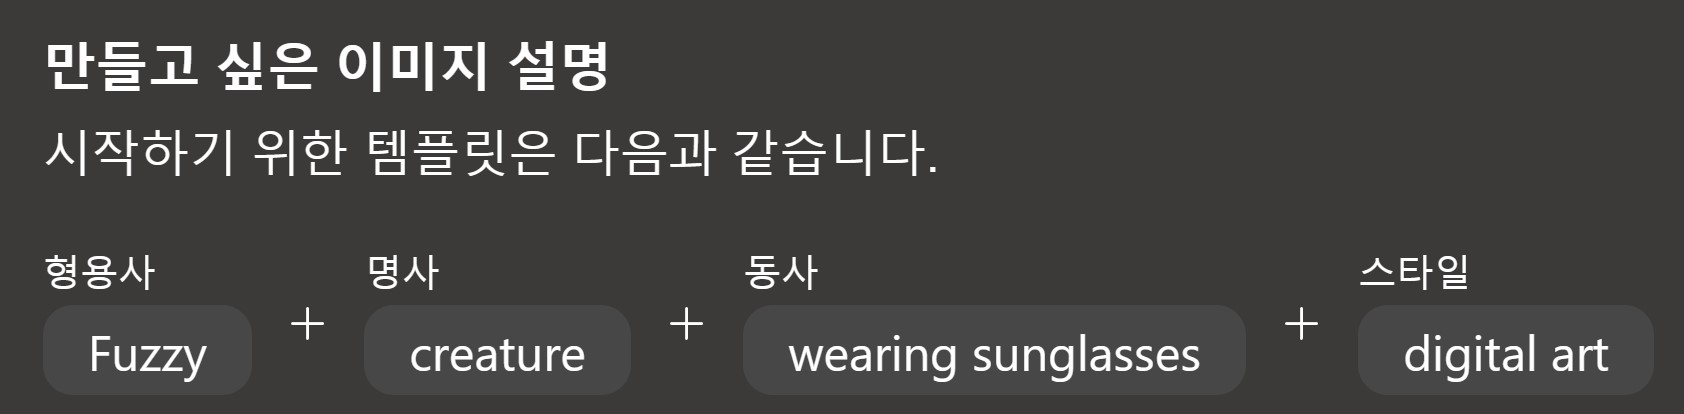 만들고 싶은 이미지 설명
시작하기 위한 템플릿은 다음과 같습니다.
형용사 명사 동사 스타일
Fuzzy + creature + wearing sunglasses + digital art